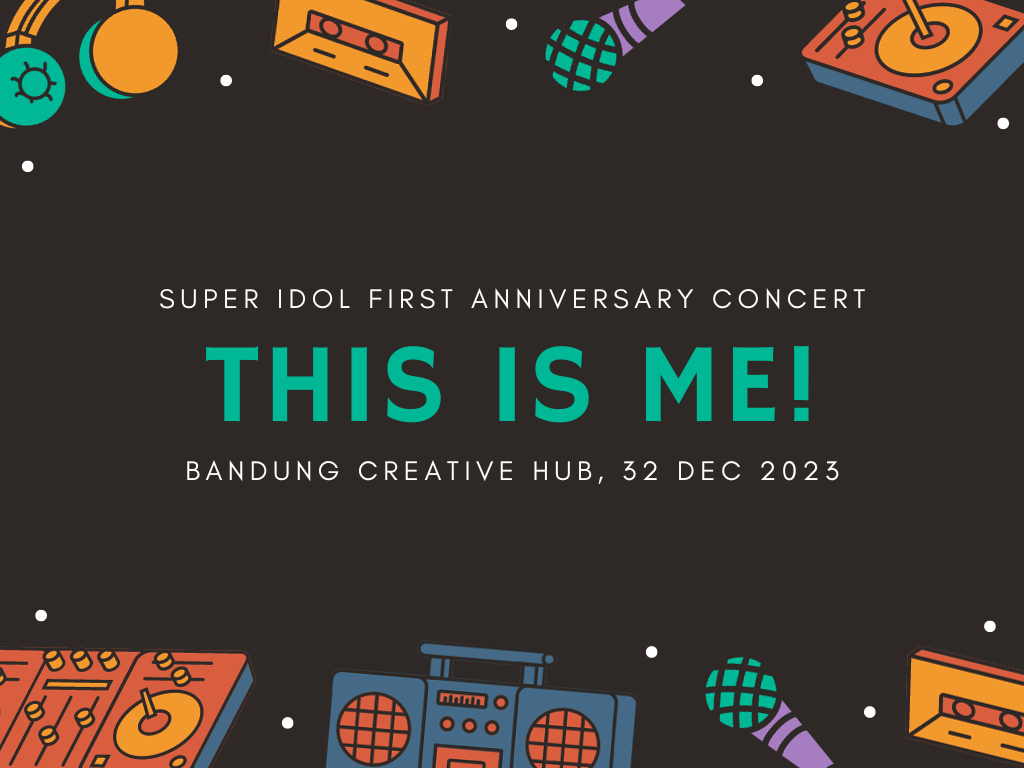 SUPER IDOL FIRST ANNIVERSARY CONCERT
THIS IS ME!
BANDUNG CREATIVE HUB, 32 DEC 2023